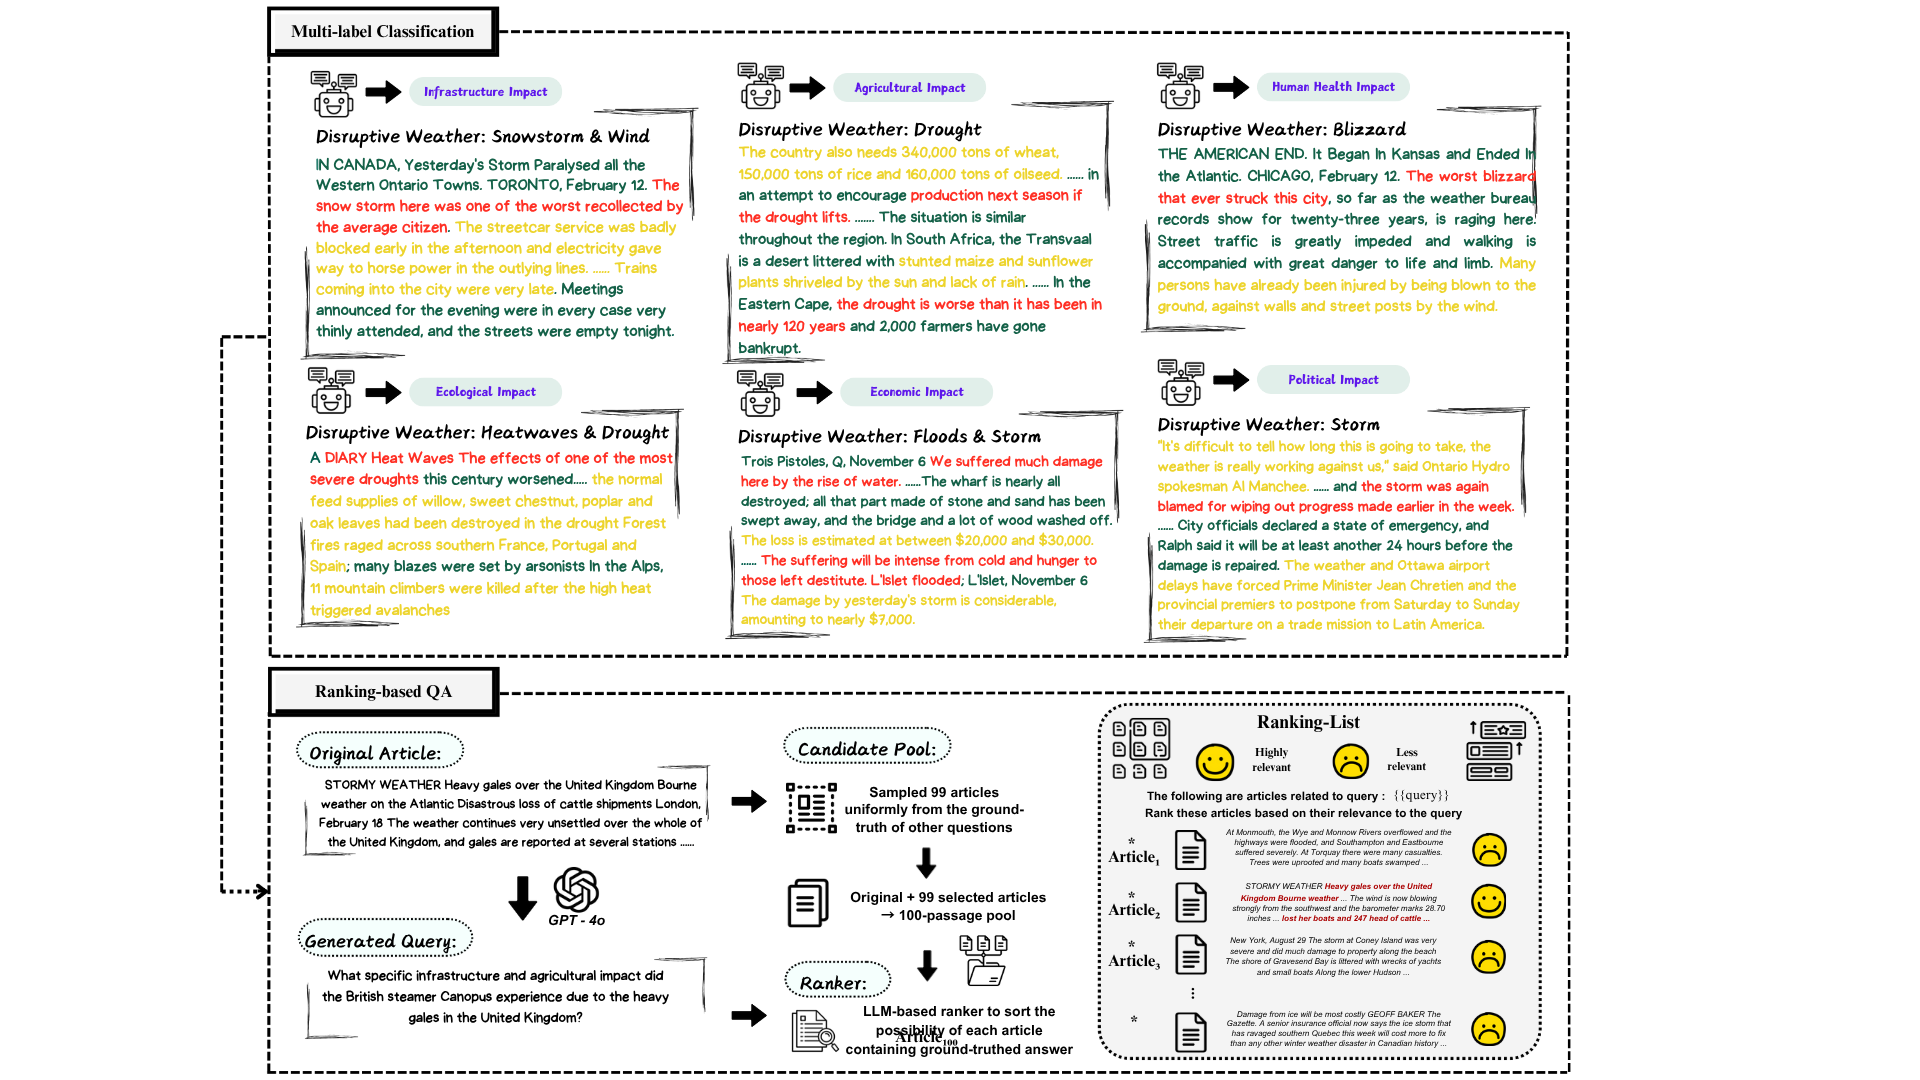 Multi-label Classification
Infrastructure Impact
Disruptive Weather: Snowstorm & Wind
IN CANADA, Yesterday's Storm Paralysed all the
Western Ontario Towns. TORONTO, February 12. The
snow storm here was one of the worst recollected by
the average citizen. The streetcar service was badly
blocked early in the afternoon and electricity gave
way to horse power in the outlying lines. ...... Trains
coming into the city were very late. Meetings
announced for the evening were in every case very
thinly attended, and the streets were empty tonight.
Agricultural Impact
Disruptive Weather: Drought
The country also needs 340,000 tons of wheat,
150,000 tons of rice and 160,000 tons of oilseed. ...... in
an attempt to encourage production next season if
the drought lifts. ....... The situation is similar
throughout the region. In South Africa, the Transvaal
is a desert littered with stunted maize and sunflower
plants shriveled by the sun and lack of rain. ...... In the
Eastern Cape, the drought is worse than it has been in
nearly 120 years and 2,000 farmers have gone
bankrupt.
Human Health Impact
Disruptive Weather: Blizzard
THE AMERICAN END. It Began In Kansas and Ended In
the Atlantic. CHICAGO, February 12. The worst blizzard
that ever struck this city, so far as the weather bureau
records show for twenty-three years, is raging here.
Street traffic is greatly impeded and walking is
accompanied with great danger to life and limb. Many
persons have already been injured by being blown to the
ground, against walls and street posts by the wind.
Ecological Impact
Disruptive Weather: Heatwaves & Drought
A DIARY Heat Waves The effects of one of the most
severe droughts this century worsened..... the normal
feed supplies of willow, sweet chestnut, poplar and
oak leaves had been destroyed in the drought Forest
fires raged across southern France, Portugal and
Spain; many blazes were set by arsonists In the Alps,
11 mountain climbers were killed after the high heat
triggered avalanches
Economic Impact
Disruptive Weather: Floods & Storm
Trois Pistoles, Q, November 6 We suffered much damage
here by the rise of water. ......The wharf is nearly all
destroyed; all that part made of stone and sand has been
swept away, and the bridge and a lot of wood washed off.
The loss is estimated at between $20,000 and $30,000.
...... The suffering will be intense from cold and hunger to
those left destitute. L'Islet flooded; L'Islet, November 6
The damage by yesterday's storm is considerable,
amounting to nearly $7,000.
Political Impact
Disruptive Weather: Storm
"It's difficult to tell how long this is going to take, the
weather is really working against us," said Ontario Hydro
spokesman Al Manchee. ...... and the storm was again
blamed for wiping out progress made earlier in the week.
...... City officials declared a state of emergency, and
Ralph said it will be at least another 24 hours before the
damage is repaired. The weather and Ottawa airport
delays have forced Prime Minister Jean Chretien and the
provincial premiers to postpone from Saturday to Sunday
their departure on a trade mission to Latin America.
Ranking-based QA
Original Article:
STORMY WEATHER Heavy gales over the United Kingdom Bourne
weather on the Atlantic Disastrous loss of cattle shipments London,
February 18 The weather continues very unsettled over the whole of
the United Kingdom, and gales are reported at several stations ......
GPT - 4o
Generated Query:
What specific infrastructure and agricultural impact did
the British steamer Canopus experience due to the heavy
gales in the United Kingdom?
Candidate Pool:
Sampled 99 articles
uniformly from the ground-
truth of other questions
Original + 99 selected articles
→ 100-passage pool
Ranker:
LLM-based ranker to sort the
possibility of each article
containing ground-truthed answer
Article100
Ranking-List
Highly
relevant
Less
relevant
The following are articles related to query : {{query}}
Rank these articles based on their relevance to the query
*
Article1
At Monmouth, the Wye and Monnow Rivers overflowed and the
highways were flooded, and Southampton and Eastbourne
suffered severely. At Torquay there were many casualties.
Trees were uprooted and many boats swamped ...
*
Article2
STORMY WEATHER Heavy gales over the United
Kingdom Bourne weather ... The wind is now blowing
strongly from the southwest and the barometer marks 28.70
inches ... lost her boats and 247 head of cattle ...
*
Article3
New York, August 29 The storm at Coney Island was very
severe and did much damage to property along the beach
The shore of Gravesend Bay is littered with wrecks of yachts
and small boats Along the lower Hudson ...
⋮
*
Damage from ice will be most costly GEOFF BAKER The
Gazette. A senior insurance official now says the ice storm that
has ravaged southern Quebec this week will cost more to fix
than any other winter weather disaster in Canadian history ...